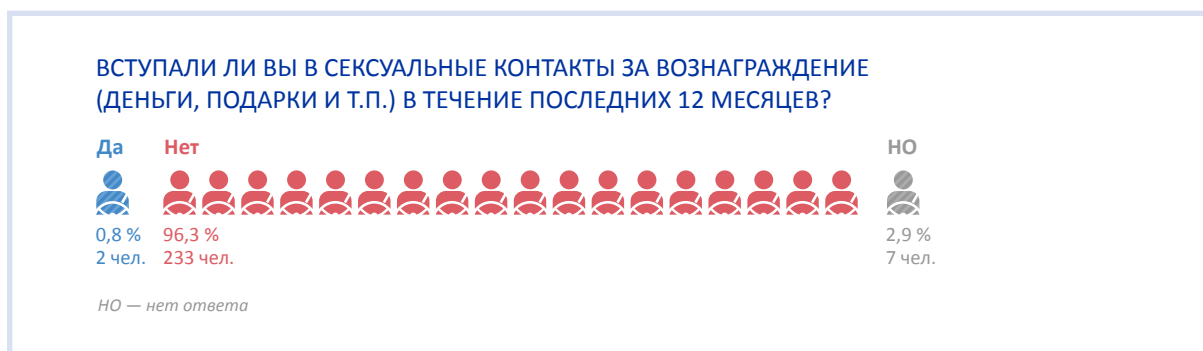 ВСТУПАЛИ ЛИ ВЫ В СЕКСУАЛЬНЫЕ КОНТАКТЫ ЗА ВОЗНАГРАЖДЕНИЕ
(ДЕНЬГИ, ПОДАРКИ И Т.П.) В ТЕЧЕНИЕ ПОСЛЕДНИХ 12 МЕСЯЦЕВ?
Да Нет НО
0,8 % 96,3 % 2,9 %
2 чел. 233 чел. 7 чел.
НО — нет ответа